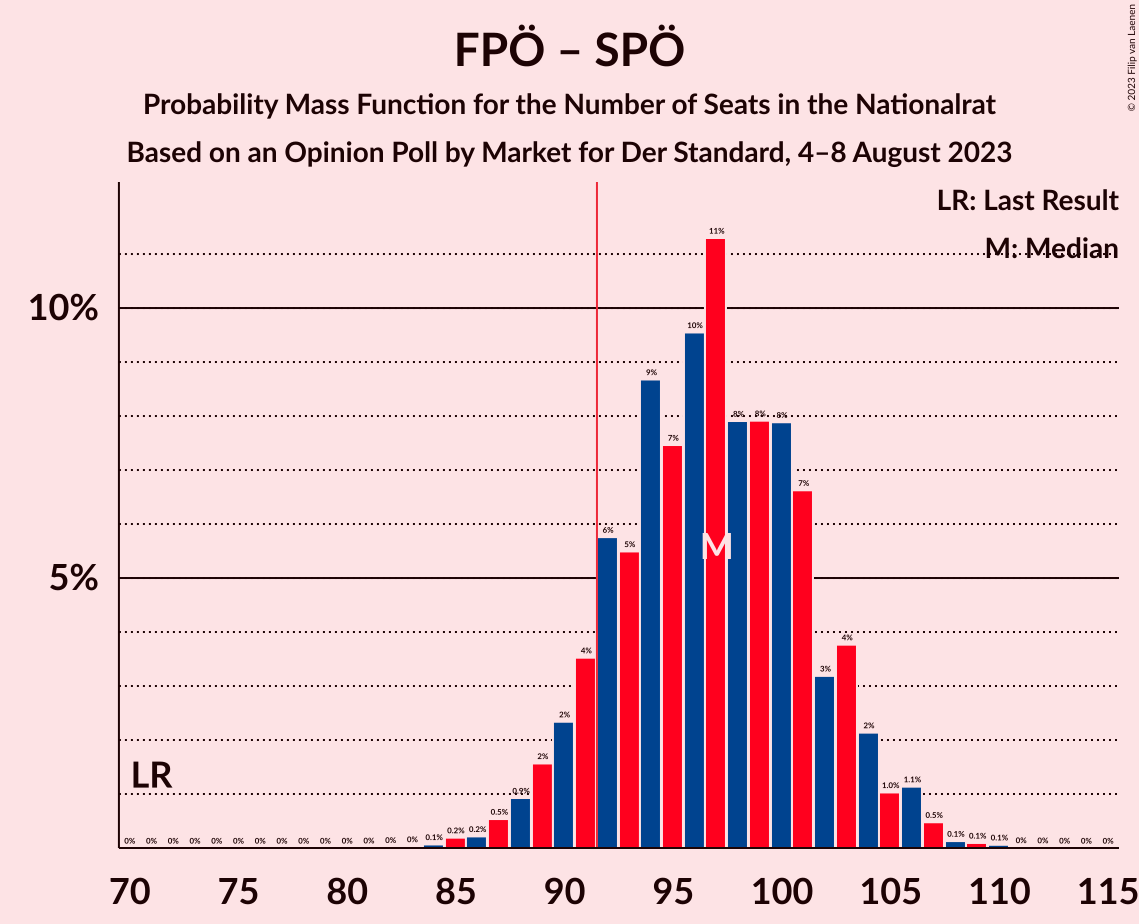 FPÖ – SPÖ
Probability Mass Function for the Number of Seats in the Nationalrat
Based on an Opinion Poll by Market for Der Standard, 4–8 August 2023
© 2023 Filip van Laenen
LR: Last Result
M: Median
10%
5%
LR
M
0% 0% 0% 0% 0% 0% 0% 0% 0% 0% 0% 0% 0% 0% 0.1% 0.2% 0.2% 0.5% 0.9% 2% 2% 4% 6% 5% 9% 7% 10% 11% 8% 8% 8% 7% 3% 4% 2% 1.0% 1.1% 0.5% 0.1% 0.1% 0.1% 0% 0% 0% 0% 0%
70 75 80 85 90 95 100 105 110 115